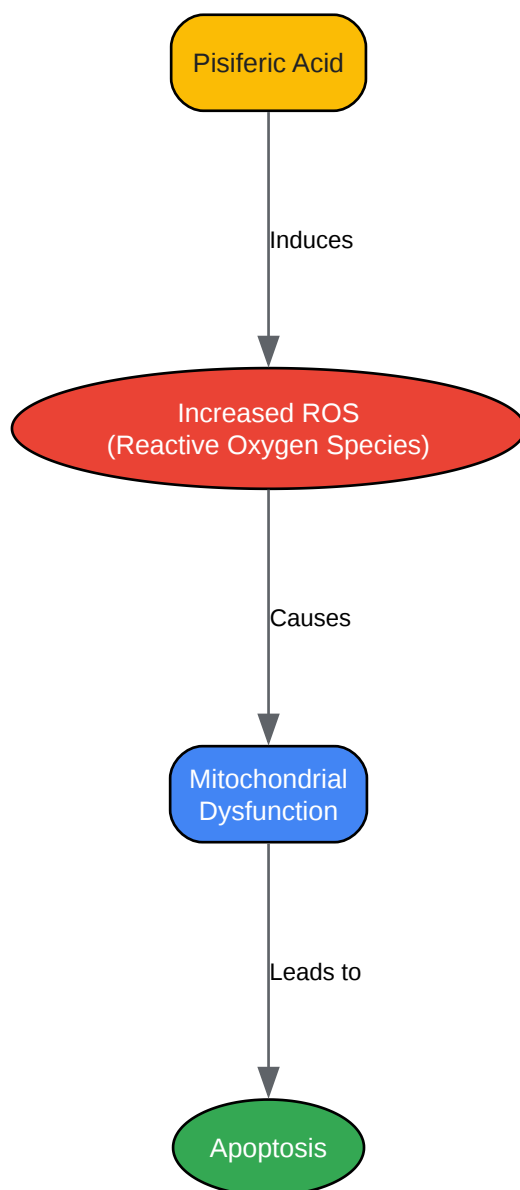 Pisiferic Acid
Induces
Increased ROS
(Reactive Oxygen Species)
Causes
Mitochondrial
Dysfunction
Leads to
Apoptosis